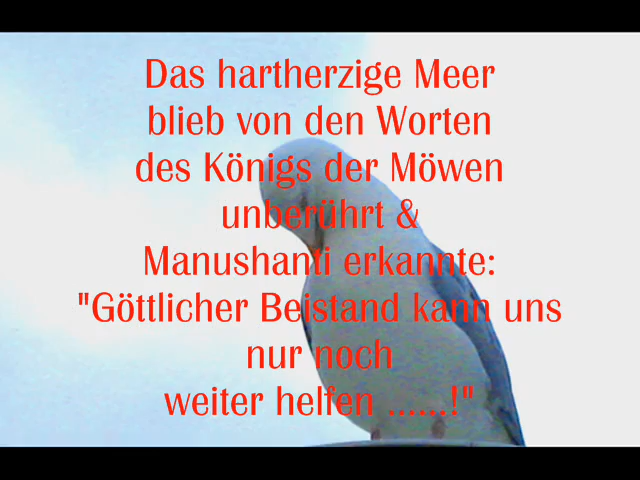 Das hartherzige Meer
blieb von den Worten
des Königs der Möwen
unberührt &
Manushanti erkannte:
"Göttlicher Beistand kann uns
nur noch
weiter helfen ......!"